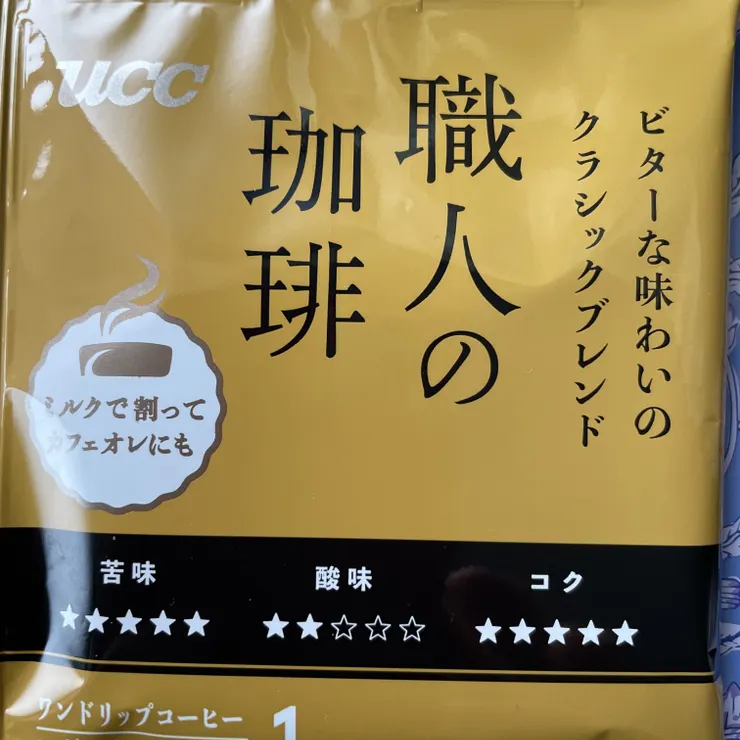 UCC
ビターな味わいの
クラシックブレンド
職人の
珈琲
ミルクで割って
カフェオレにも
苦味
酸味
コク
★★★★★
★★☆☆☆
★★★★★
ワンドリップコーヒー
1